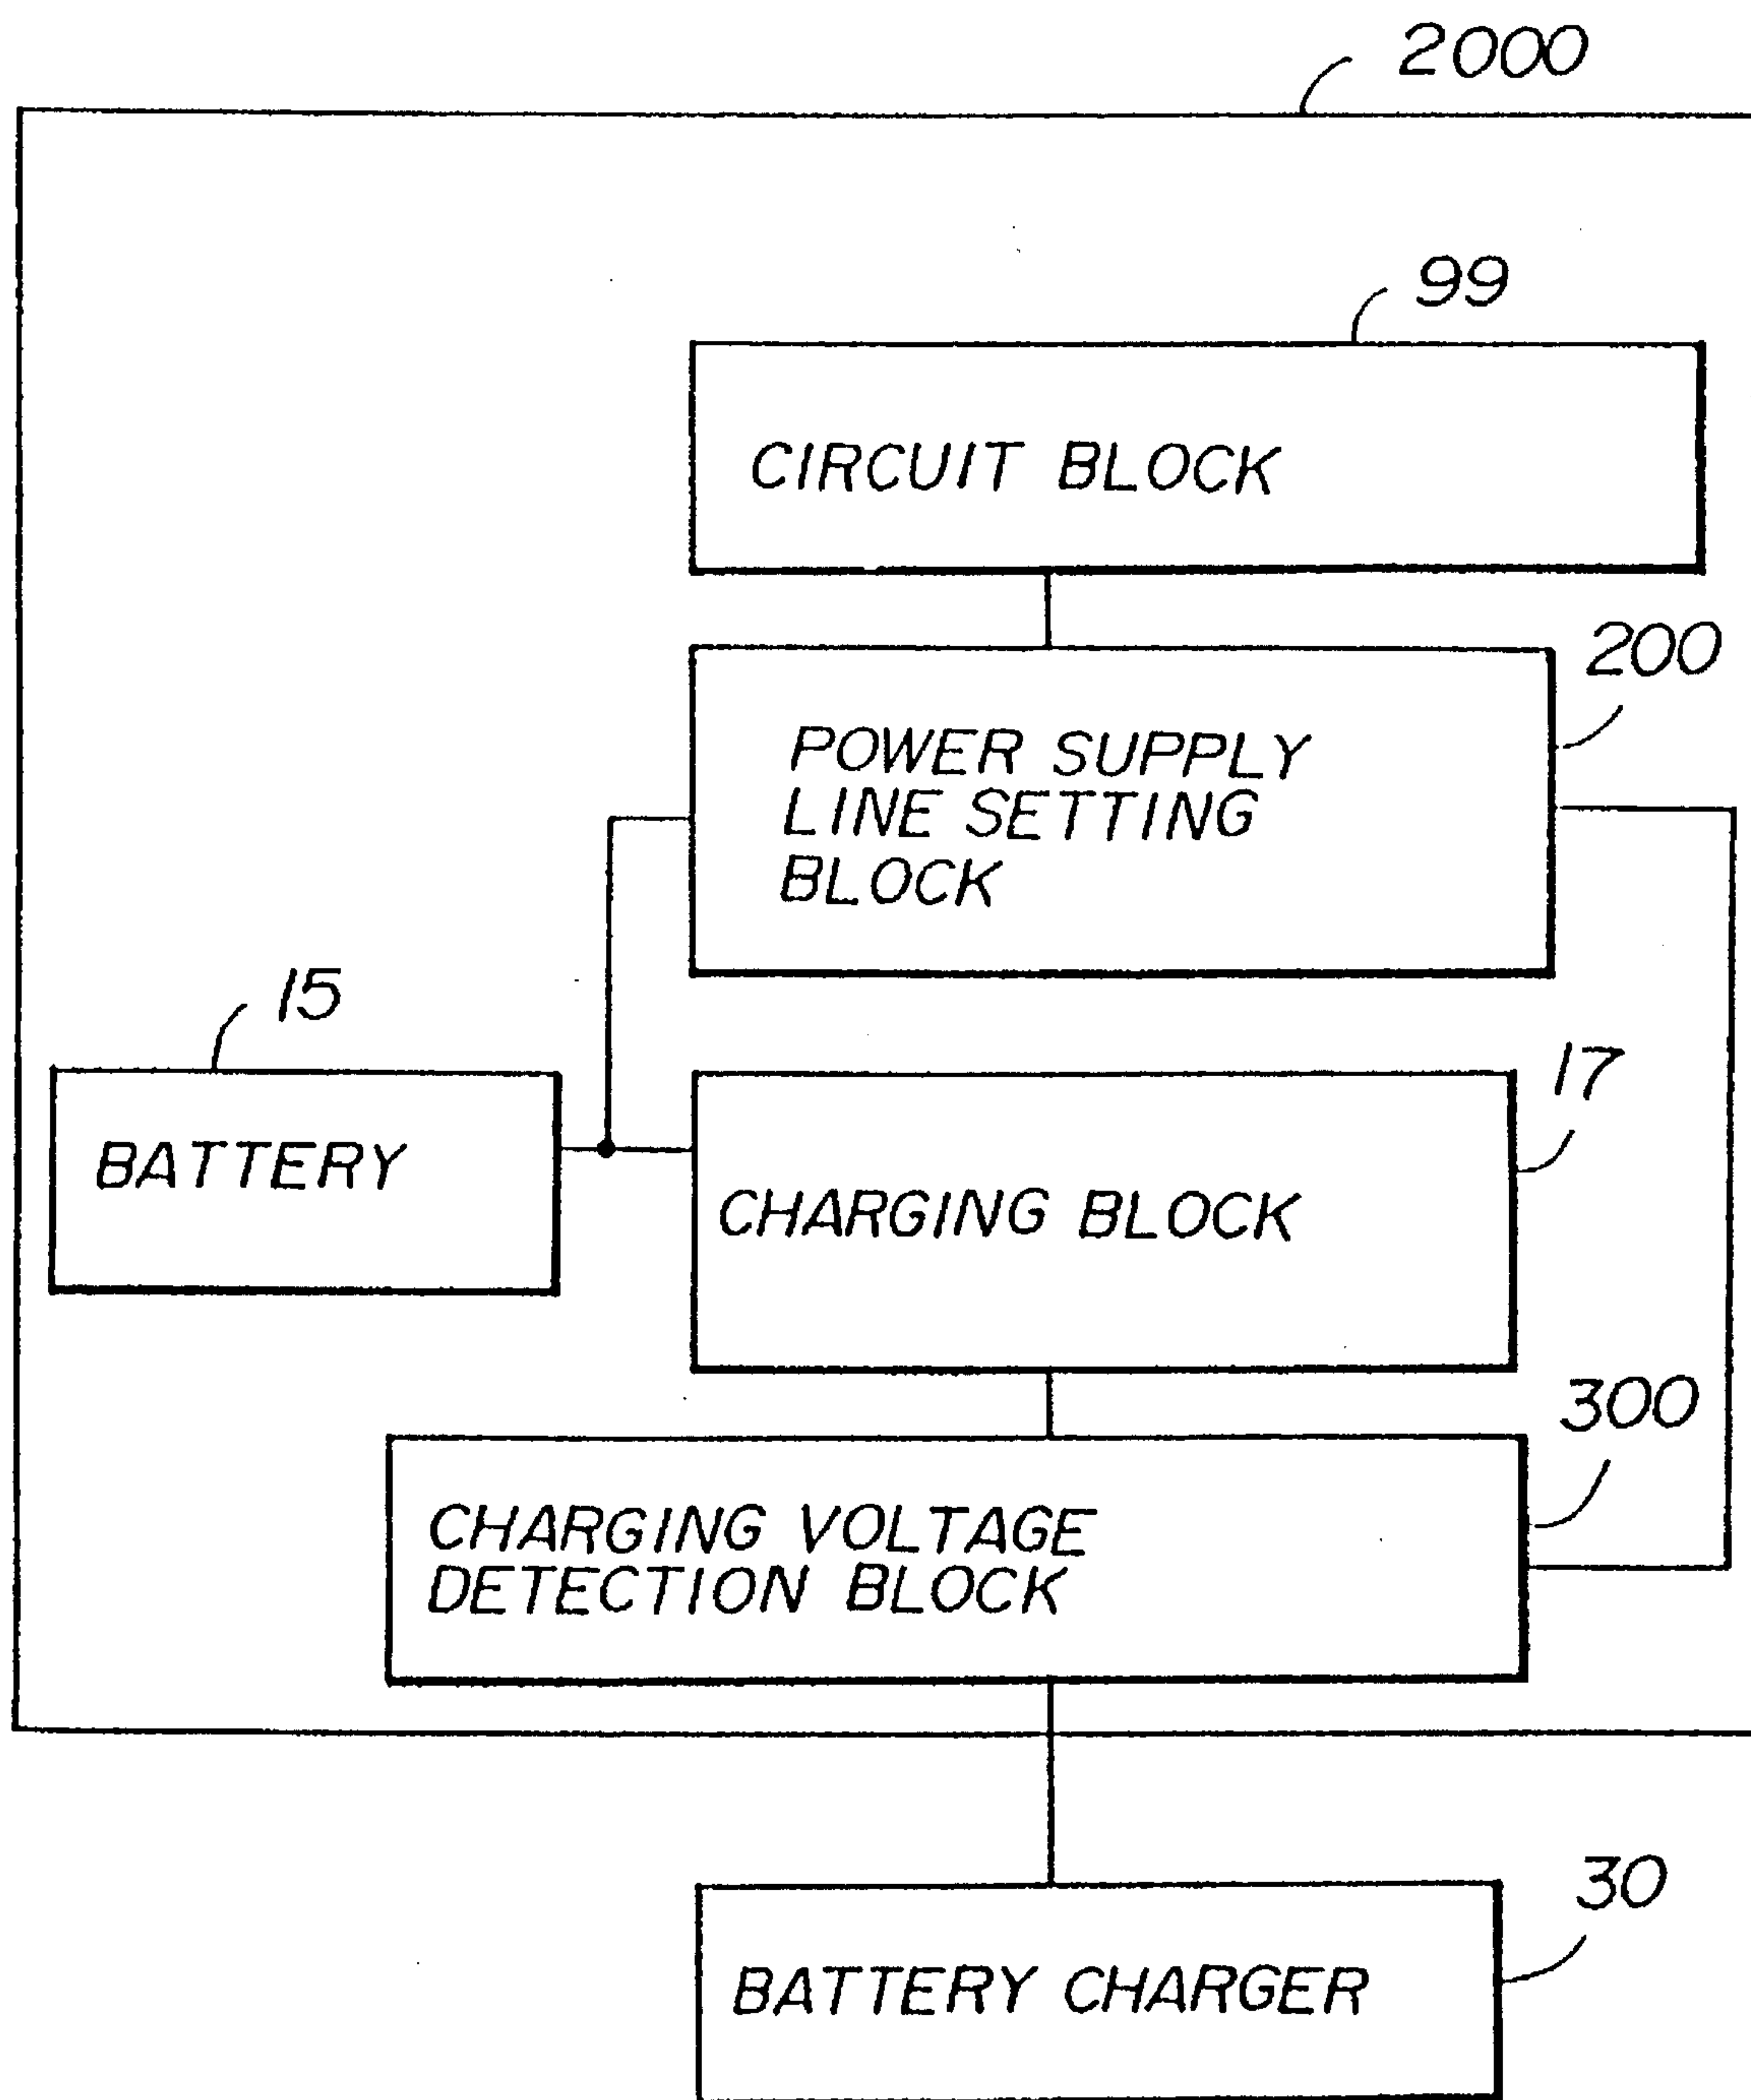 2000
99
CIRCUIT BLOCK
200
POWER SUPPLY
LINE SETTING
BLOCK
15
BATTERY
17
CHARGING BLOCK
300
CHARGING VOLTAGE
DETECTION BLOCK
30
BATTERY CHARGER